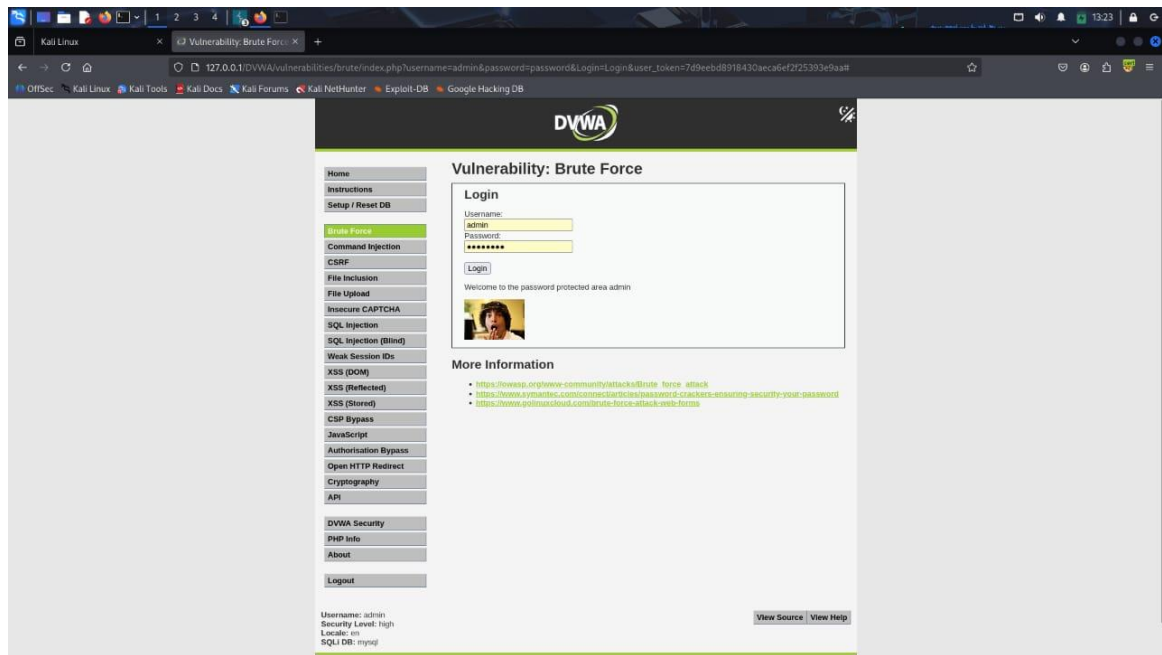 1 2 3 4
13:23
Kali Linux
Vulnerability: Brute Forc
127.0.0.1/DVWA/vulnerabilities/brute/index.php?username=admin&password=password&Login=Login&user_token=7d9eebd8918430aeca6ef2f25393e9aa#
OffSec
Kali Linux
Kali Tools
Kali Docs
Kali Forums
Kali NetHunter
Exploit-DB
Google Hacking DB
DVWA
Home
Instructions
Setup / Reset DB
Brute Force
Command Injection
CSRF
File Inclusion
File Upload
Insecure CAPTCHA
SQL Injection
SQL Injection (Blind)
Weak Session IDs
XSS (DOM)
XSS (Reflected)
XSS (Stored)
CSP Bypass
JavaScript
Authorisation Bypass
Open HTTP Redirect
Cryptography
API
DVWA Security
PHP Info
About
Logout
Vulnerability: Brute Force
Login
Username:
admin
Password:
••••••••
Login
Welcome to the password protected area admin
More Information
• https://owasp.org/www-community/attacks/Brute_force_attack
• https://www.symantec.com/connect/articles/password-crackers-ensuring-security-your-password
• https://www.golinuxcloud.com/brute-force-attack-web-forms
Username: admin
Security Level: high
Locale: en
SQLi DB: mysql
View Source
View Help